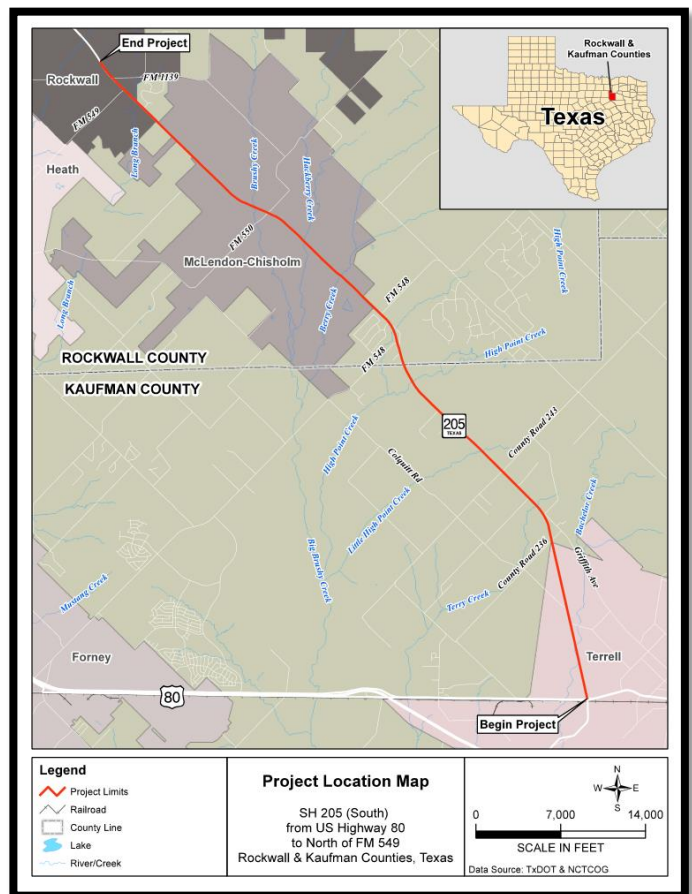 End Project
Rockwall
FM 1139
FM 549
Long Branch
Heath
Brushy Creek
Hackberry Creek
FM 550
McLendon-Chisholm
Long Branch
Berry Creek
FM 548
High Point Creek
ROCKWALL COUNTY
KAUFMAN COUNTY
FM 548
High Point Creek
205
TEXAS
County Road 243
High Point Creek
Colquitt Rd
Little High Point Creek
Big Brushy Creek
Bachelor Creek
County Road 236
Griffith Ave
Terry Creek
Mustang Creek
Forney
Terrell
80
Begin Project
Rockwall &
Kaufman Counties
Texas
Legend
Project Limits
Railroad
County Line
Lake
River/Creek
Project Location Map
SH 205 (South)
from US Highway 80
to North of FM 549
Rockwall & Kaufman Counties, Texas
N
W E
S
0 7,000 14,000
SCALE IN FEET
Data Source: TxDOT & NCTCOG